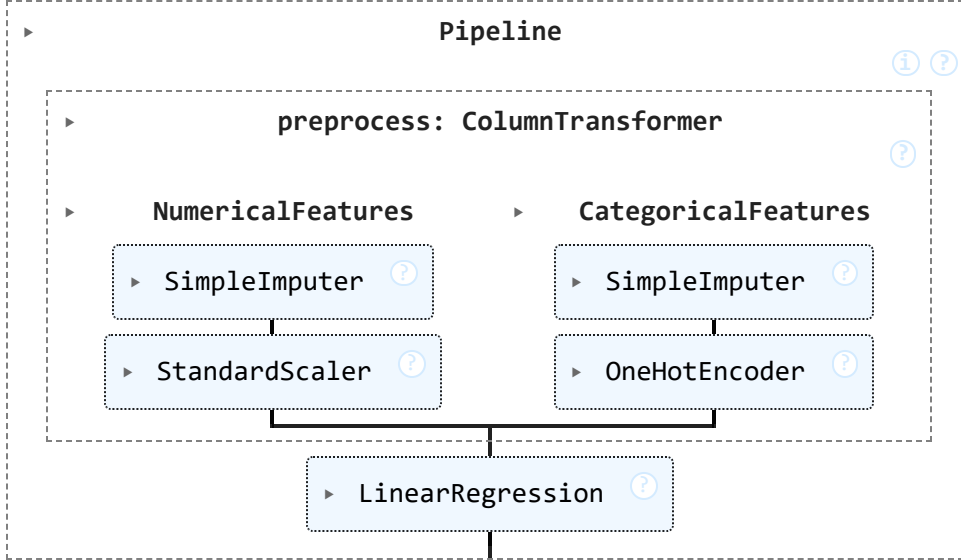 Pipeline
i ?
preprocess: ColumnTransformer
?
NumericalFeatures
CategoricalFeatures
SimpleImputer ?
SimpleImputer ?
StandardScaler ?
OneHotEncoder ?
LinearRegression ?